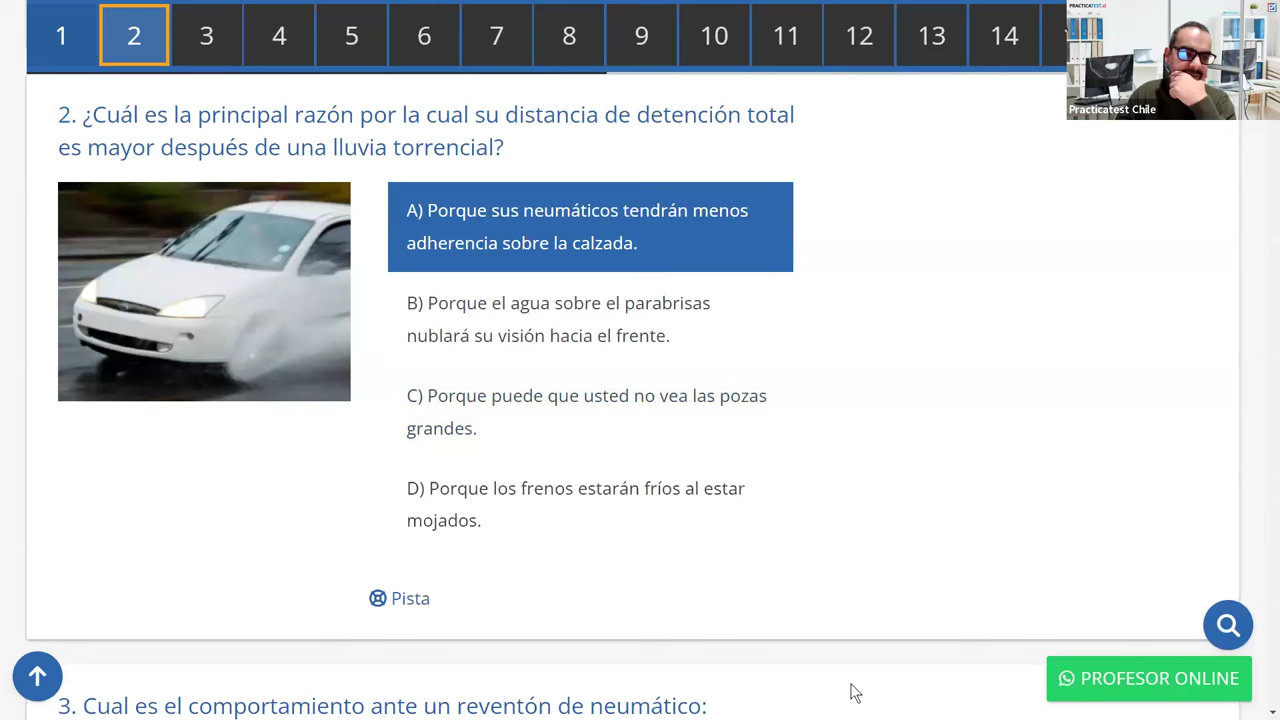 1 2 3 4 5 6 7 8 9 10 11 12 13 14
PRACTICATEST.cl
Practicatest Chile
2. ¿Cuál es la principal razón por la cual su distancia de detención total
es mayor después de una lluvia torrencial?
A) Porque sus neumáticos tendrán menos
adherencia sobre la calzada.
B) Porque el agua sobre el parabrisas
nublará su visión hacia el frente.
C) Porque puede que usted no vea las pozas
grandes.
D) Porque los frenos estarán fríos al estar
mojados.
Pista
PROFESOR ONLINE
3. Cual es el comportamiento ante un reventón de neumático: